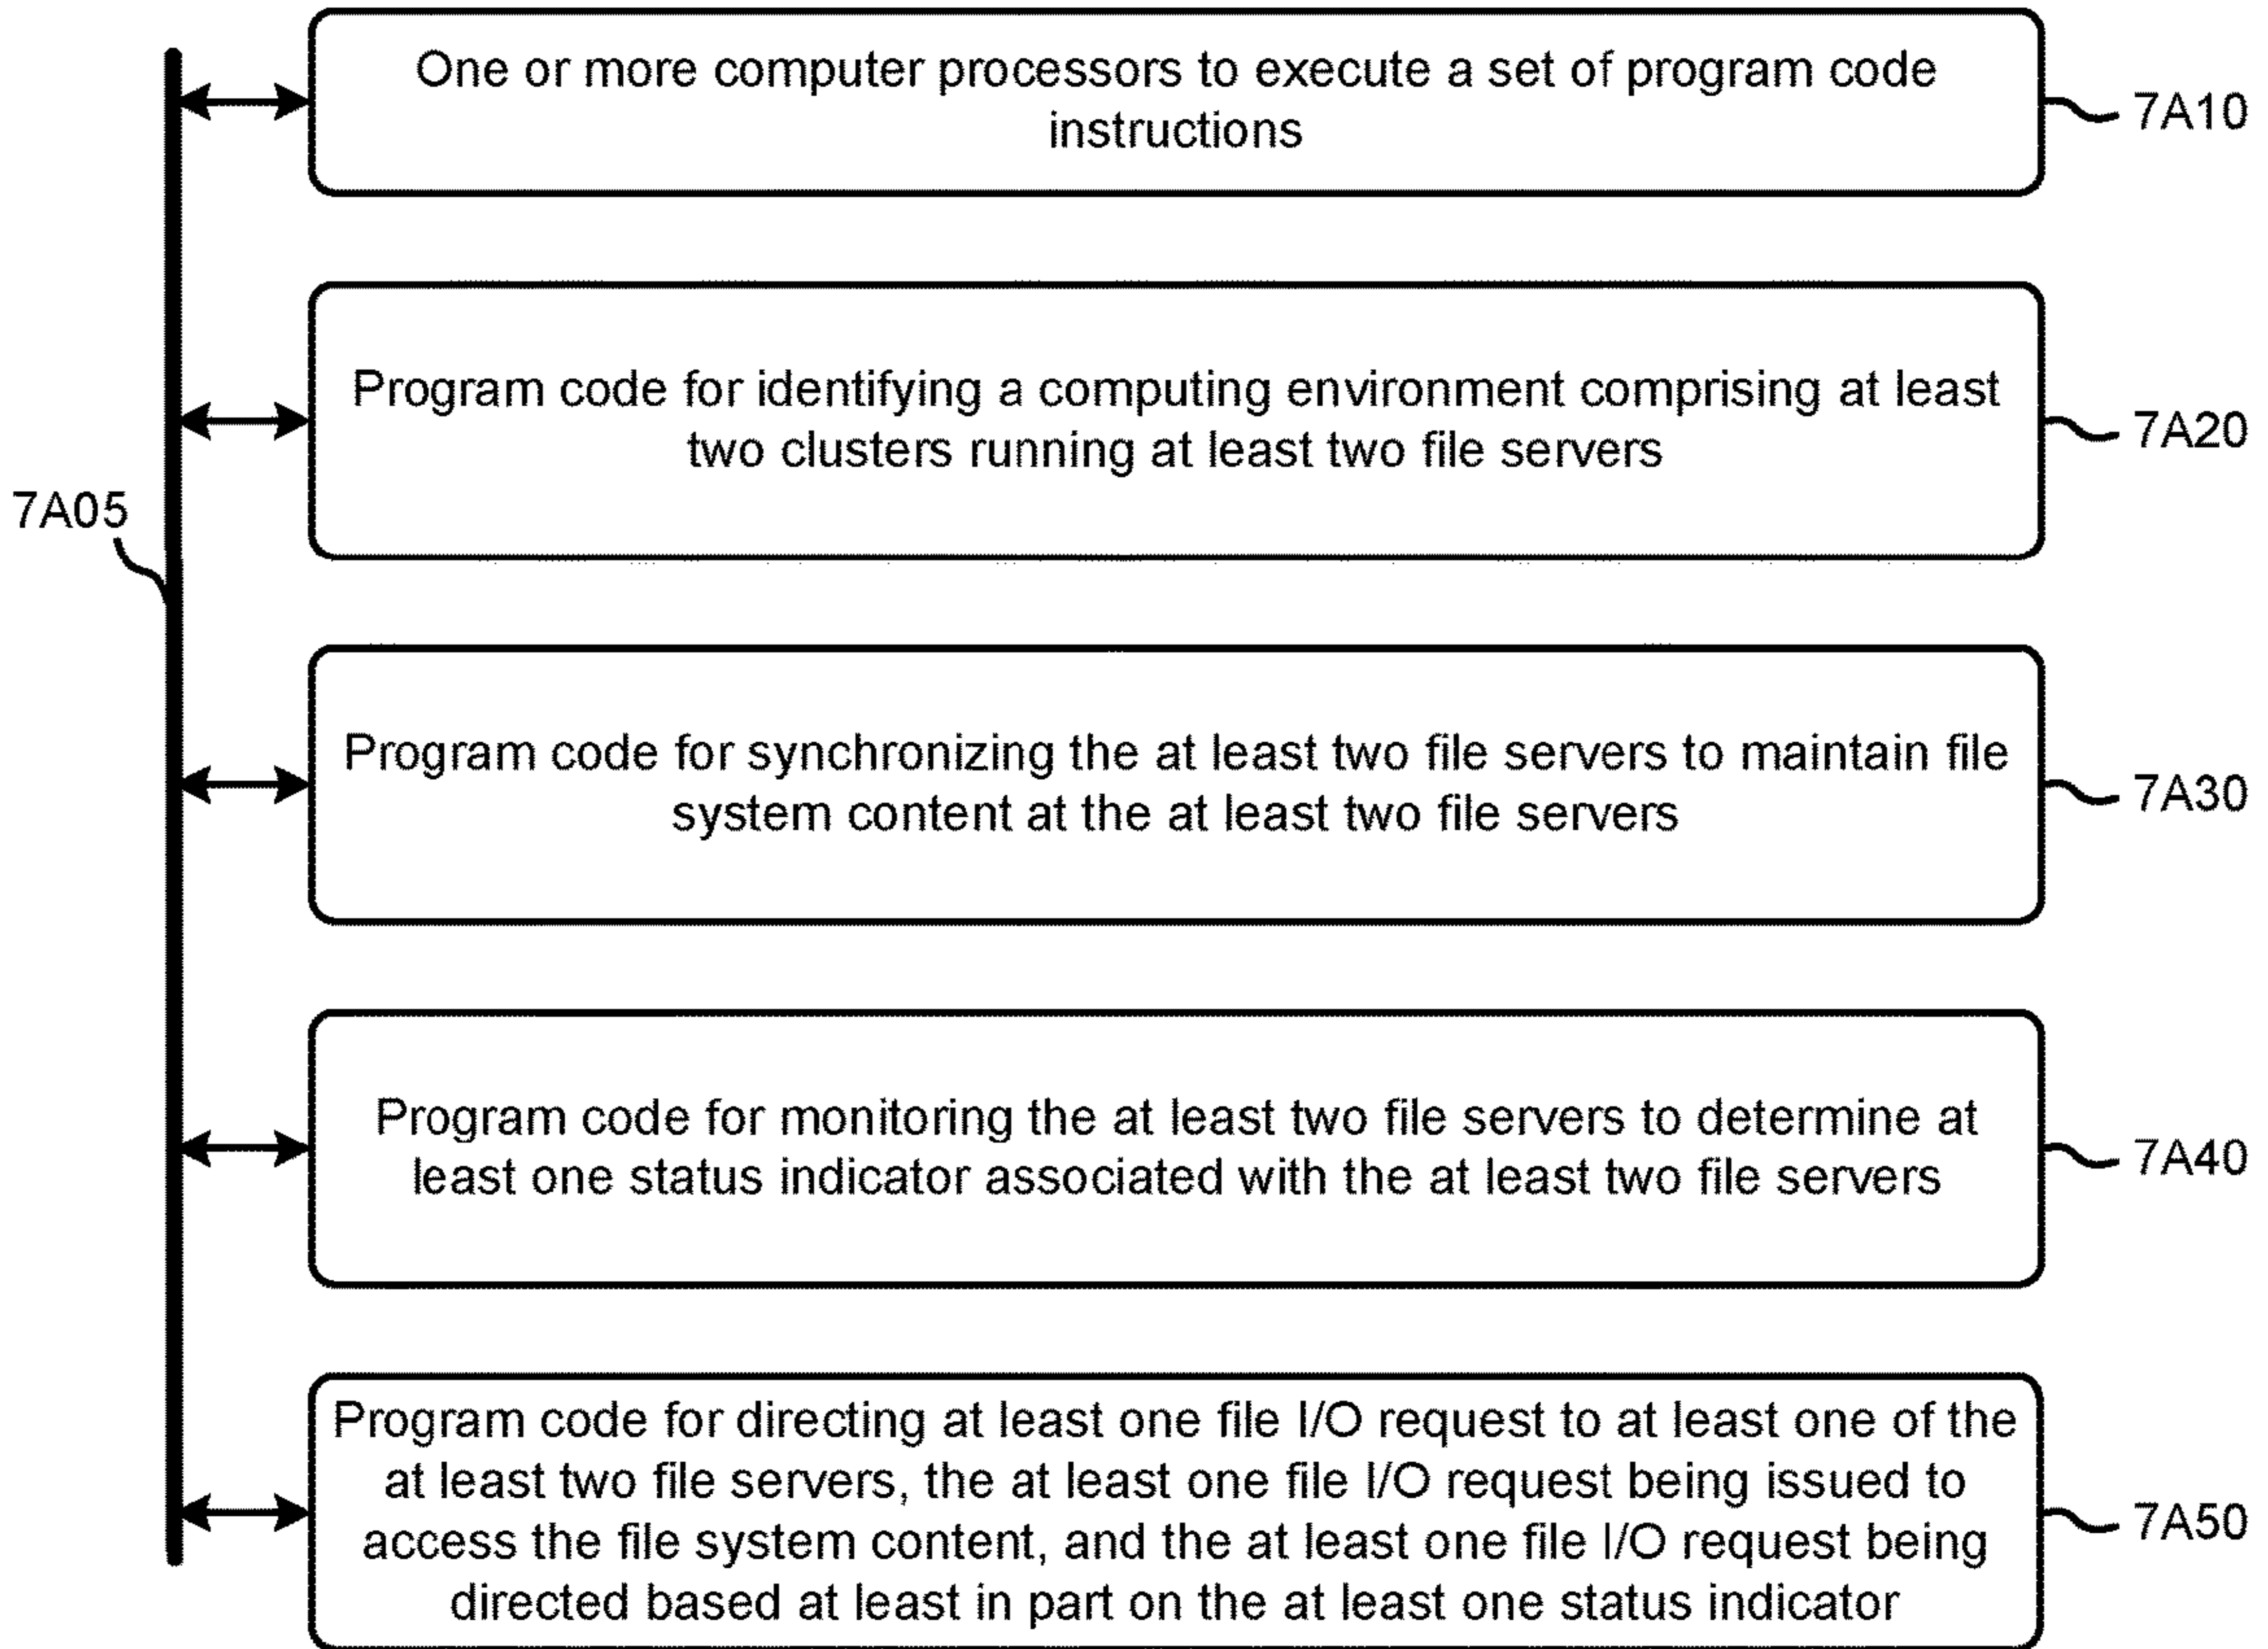 One or more computer processors to execute a set of program code
instructions
7A10
Program code for identifying a computing environment comprising at least
two clusters running at least two file servers
7A20
7A05
Program code for synchronizing the at least two file servers to maintain file
system content at the at least two file servers
7A30
Program code for monitoring the at least two file servers to determine at
least one status indicator associated with the at least two file servers
7A40
Program code for directing at least one file I/O request to at least one of the
at least two file servers, the at least one file I/O request being issued to
access the file system content, and the at least one file I/O request being
directed based at least in part on the at least one status indicator
7A50